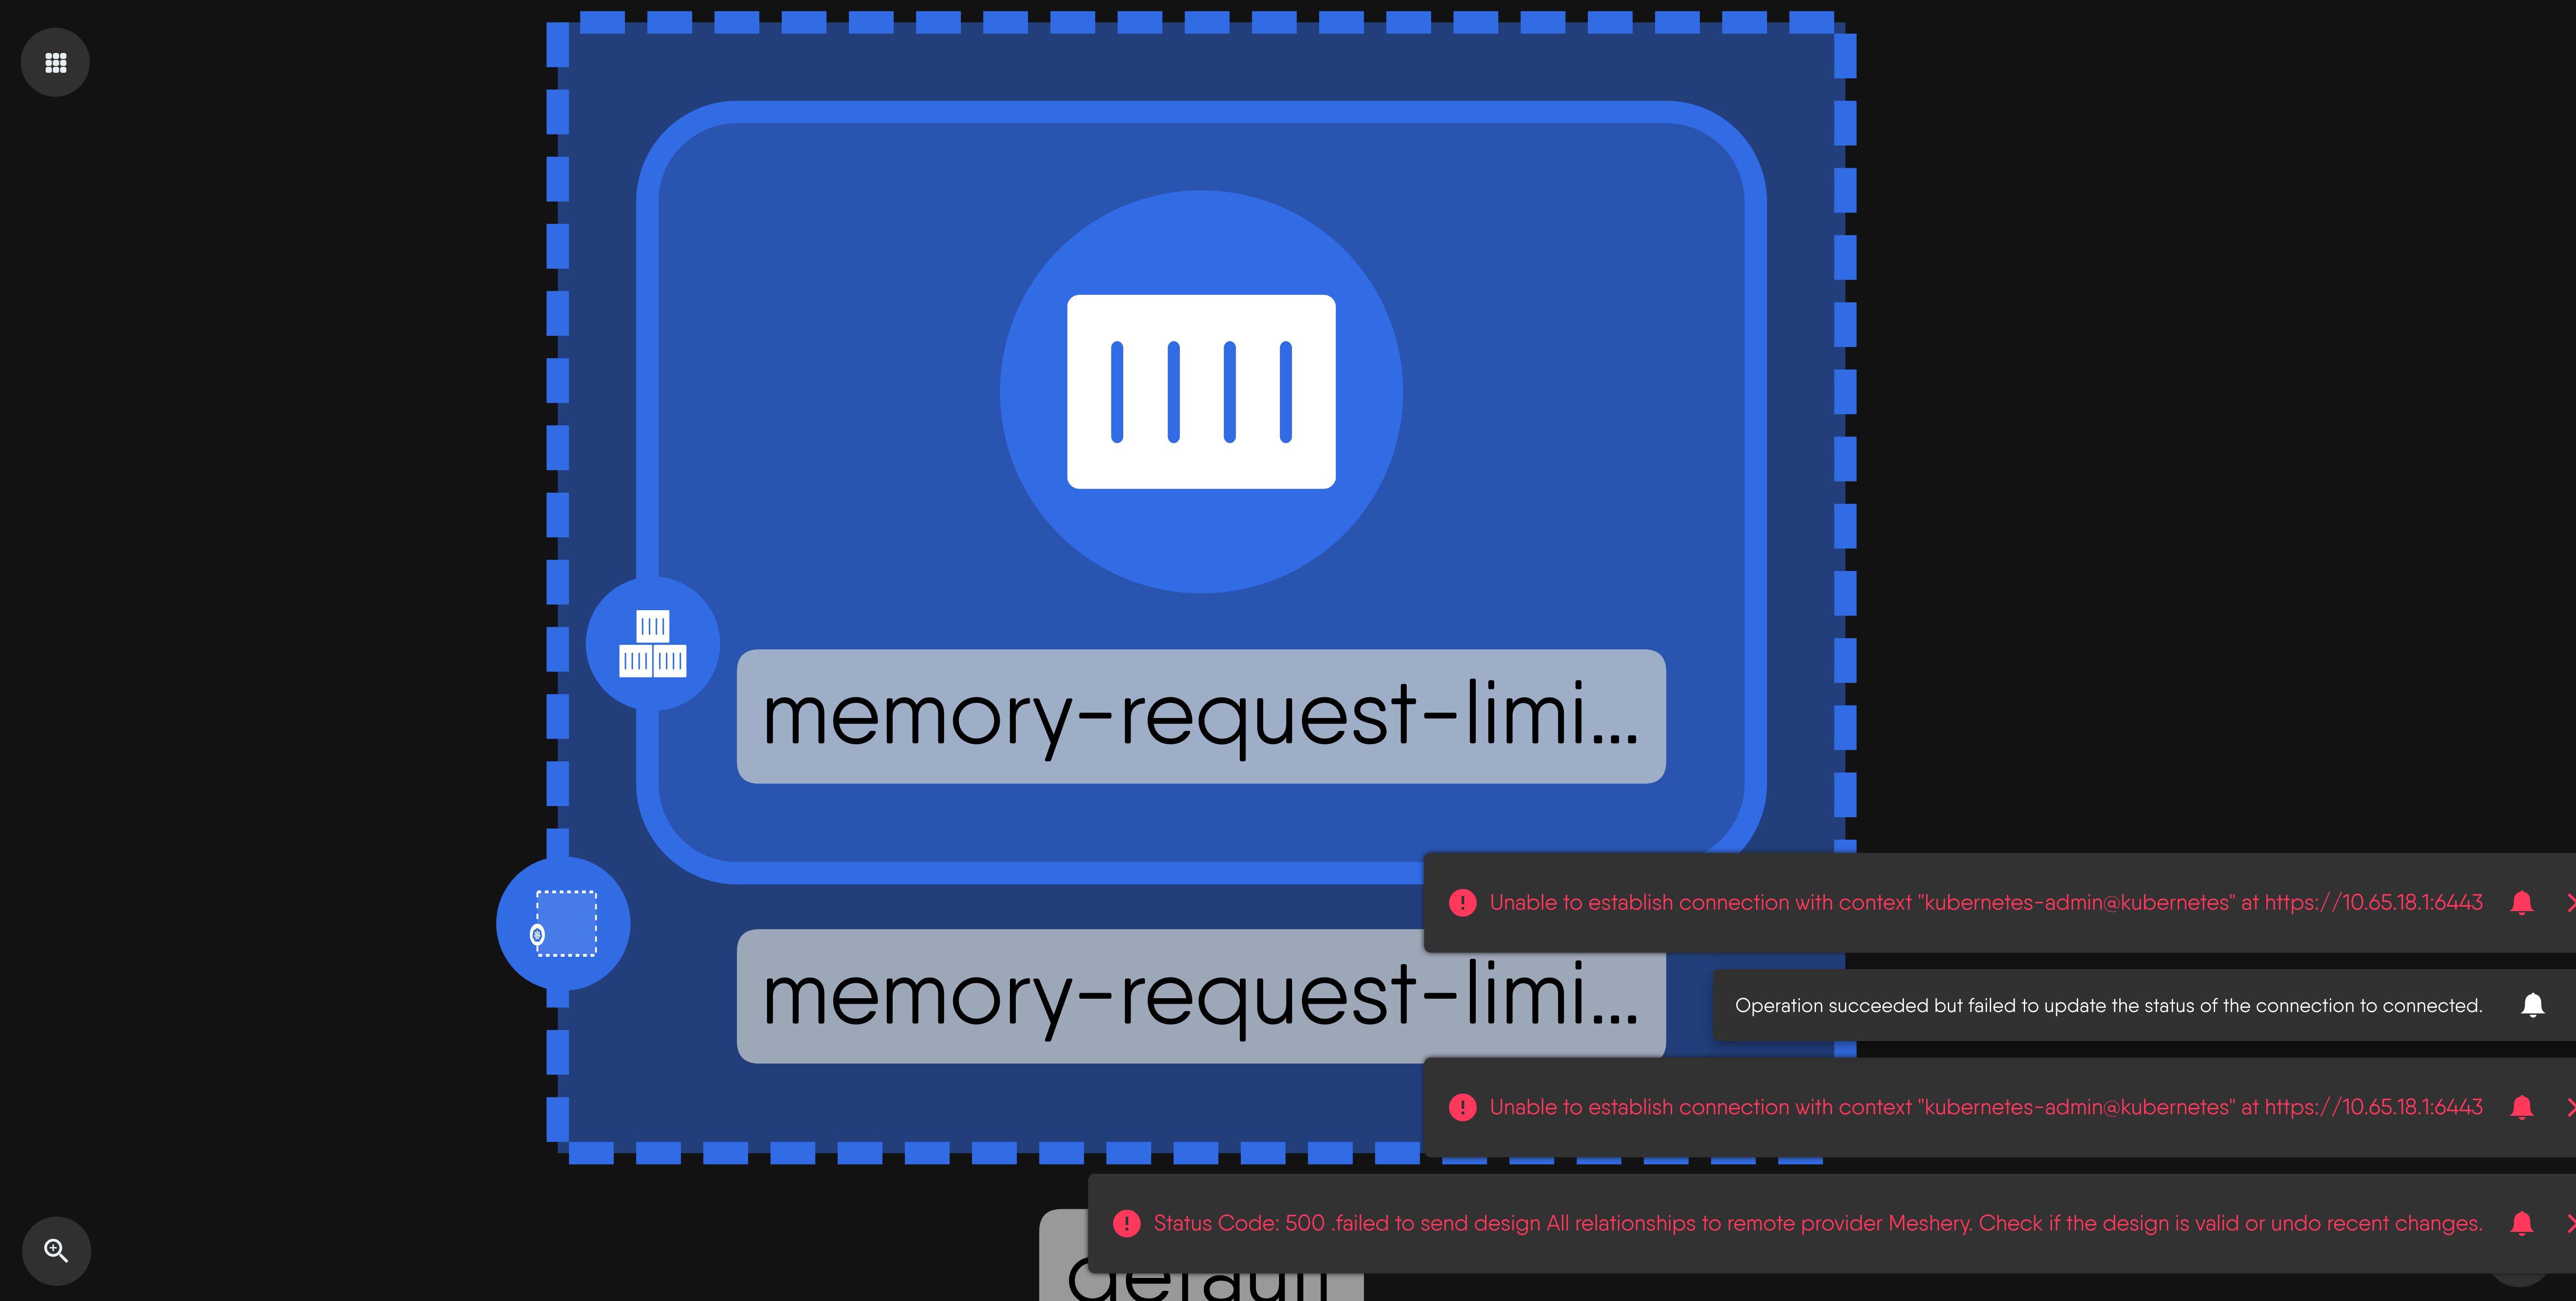 memory-request-limi...
Unable to establish connection with context "kubernetes-admin@kubernetes" at https://10.65.18.1:6443
memory-request-limi...
Operation succeeded but failed to update the status of the connection to connected.
Unable to establish connection with context "kubernetes-admin@kubernetes" at https://10.65.18.1:6443
Status Code: 500 .failed to send design All relationships to remote provider Meshery. Check if the design is valid or undo recent changes.
default